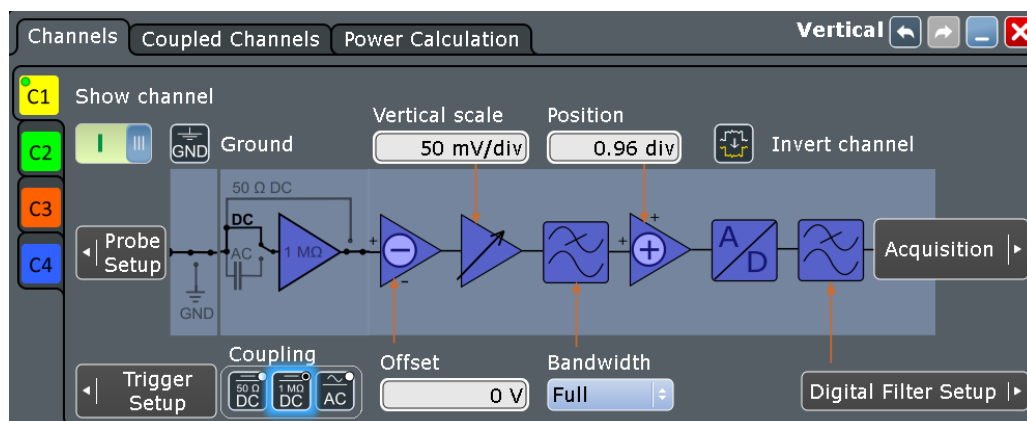 Channels
Coupled Channels
Power Calculation
Vertical
C1
Show channel
Vertical scale
Position
C2
I
GND
Ground
50 mV/div
0.96 div
Invert channel
50 Ω DC
C3
DC
Probe
Setup
AC
1 MΩ
A
D
Acquisition
C4
GND
Coupling
Offset
Bandwidth
Trigger
Setup
50 Ω
DC
1 MΩ
DC
AC
0 V
Full
Digital Filter Setup